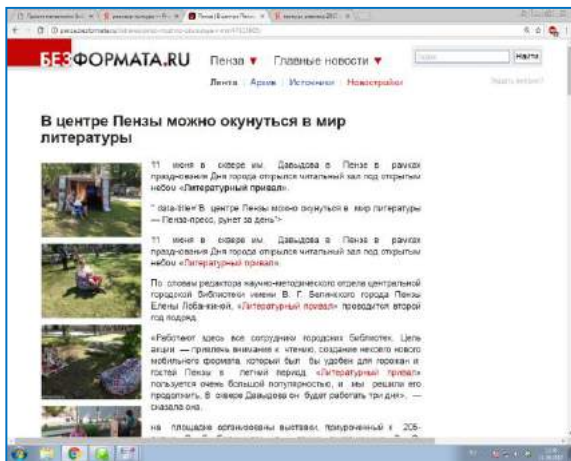 БЕЗФОРМАТА.RU
Пенза ▼ Главные новости ▼
Найти
Лента Архив Источники Новостройки
В центре Пензы можно окунуться в мир
литературы
11 июня в сквере им. Давыдова в Пензе в рамках
празднования Дня города открылся читальный зал под открытым
небом «Литературный привал».
" data-title="В центре Пензы можно окунуться в мир литературы
— Пенза-пресс, рунет за день">
11 июня в сквере им. Давыдова в Пензе в рамках
празднования Дня города открылся читальный зал под открытым
небом «Литературный привал».
По словам редактора научно-методического отдела центральной
городской библиотеки имени В. Г. Белинского города Пензы
Елены Лобанкиной, «Литературный привал» проводится второй
год подряд.
«Работают здесь все сотрудники городских библиотек. Цель
акции — привлечь внимание к чтению, создание некоего нового
мобильного формата, который был бы удобен для горожан и
гостей Пензы в летний период. «Литературный привал»
пользуется очень большой популярностью, и мы решили его
продолжить. В сквере Давыдова он будет работать три дня», —
сказала она.
на площадке организованы выставки, приуроченный к 205-